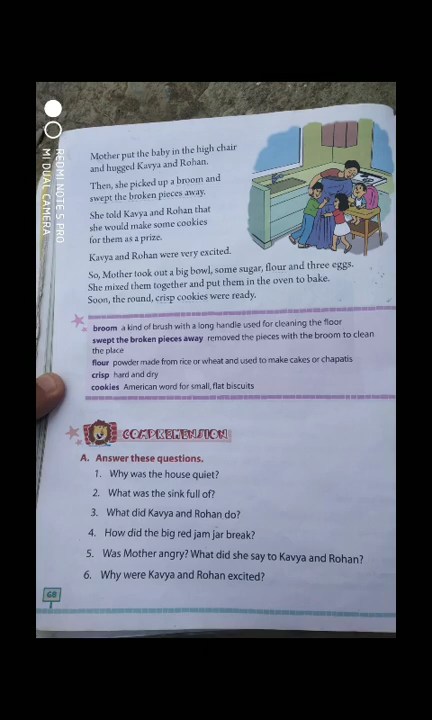 Mother put the baby in the high chair
and hugged Kavya and Rohan.
Then, she picked up a broom and
swept the broken pieces away.
She told Kavya and Rohan that
she would make some cookies
for them as a prize.
Kavya and Rohan were very excited.
So, Mother took out a big bowl, some sugar, flour and three eggs.
She mixed them together and put them in the oven to bake.
Soon, the round, crisp cookies were ready.
broom a kind of brush with a long handle used for cleaning the floor
swept the broken pieces away removed the pieces with the broom to clean
the place
flour powder made from rice or wheat and used to make cakes or chapatis
crisp hard and dry
cookies American word for small, flat biscuits
COMPREHENSION
A. Answer these questions.
1. Why was the house quiet?
2. What was the sink full of?
3. What did Kavya and Rohan do?
4. How did the big red jam jar break?
5. Was Mother angry? What did she say to Kavya and Rohan?
6. Why were Kavya and Rohan excited?
68
REDMI NOTE 5 PRO
MI DUAL CAMERA